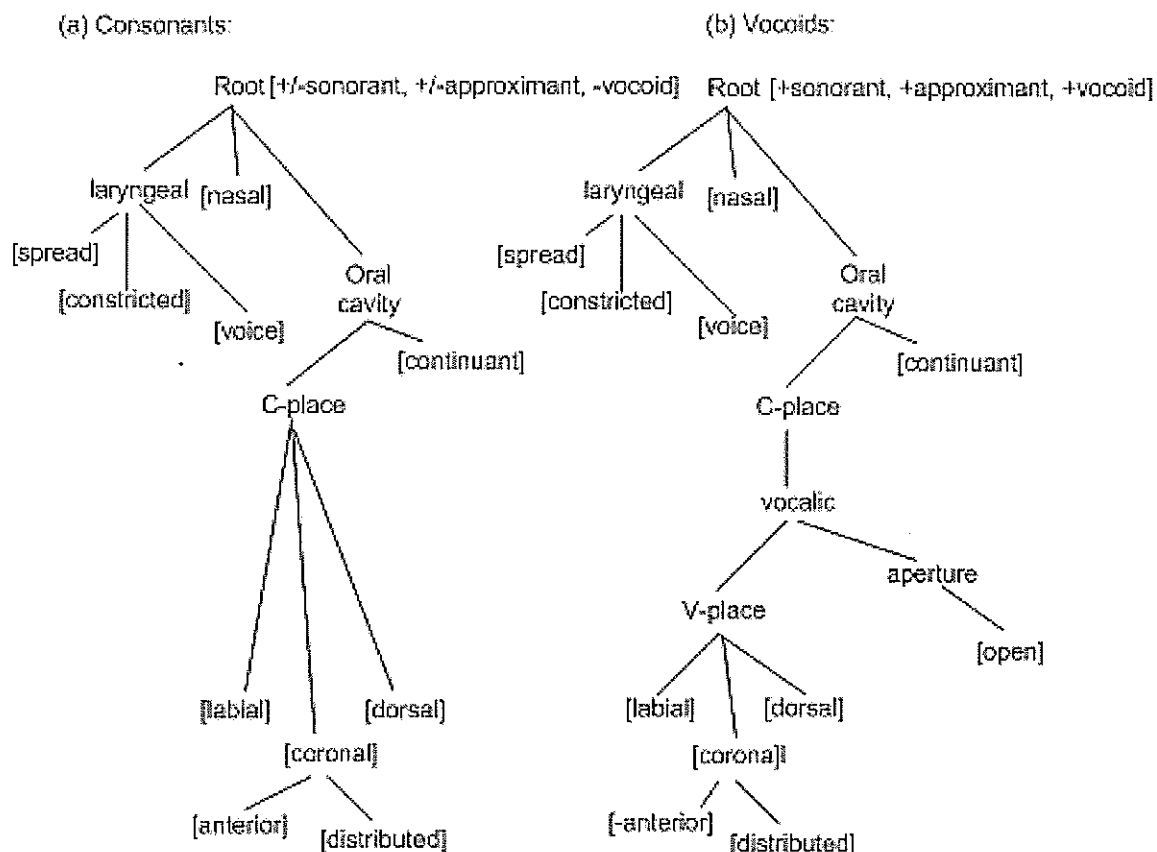 (a) Consonants:
(b) Vocoids:
Root [+/-sonorant, +/-approximant, -vocoid]
Root [+sonorant, +approximant, +vocoid]
laryngeal
[nasal]
laryngeal
[nasal]
[spread]
[constricted]
[voice]
Oral
cavity
[continuant]
[spread]
[constricted]
[voice]
Oral
cavity
[continuant]
C-place
C-place
vocalic
aperture
V-place
[open]
[labial]
[dorsal]
[labial]
[dorsal]
[coronal]
[corona]l
[anterior]
[distributed]
[-anterior]
[distributed]